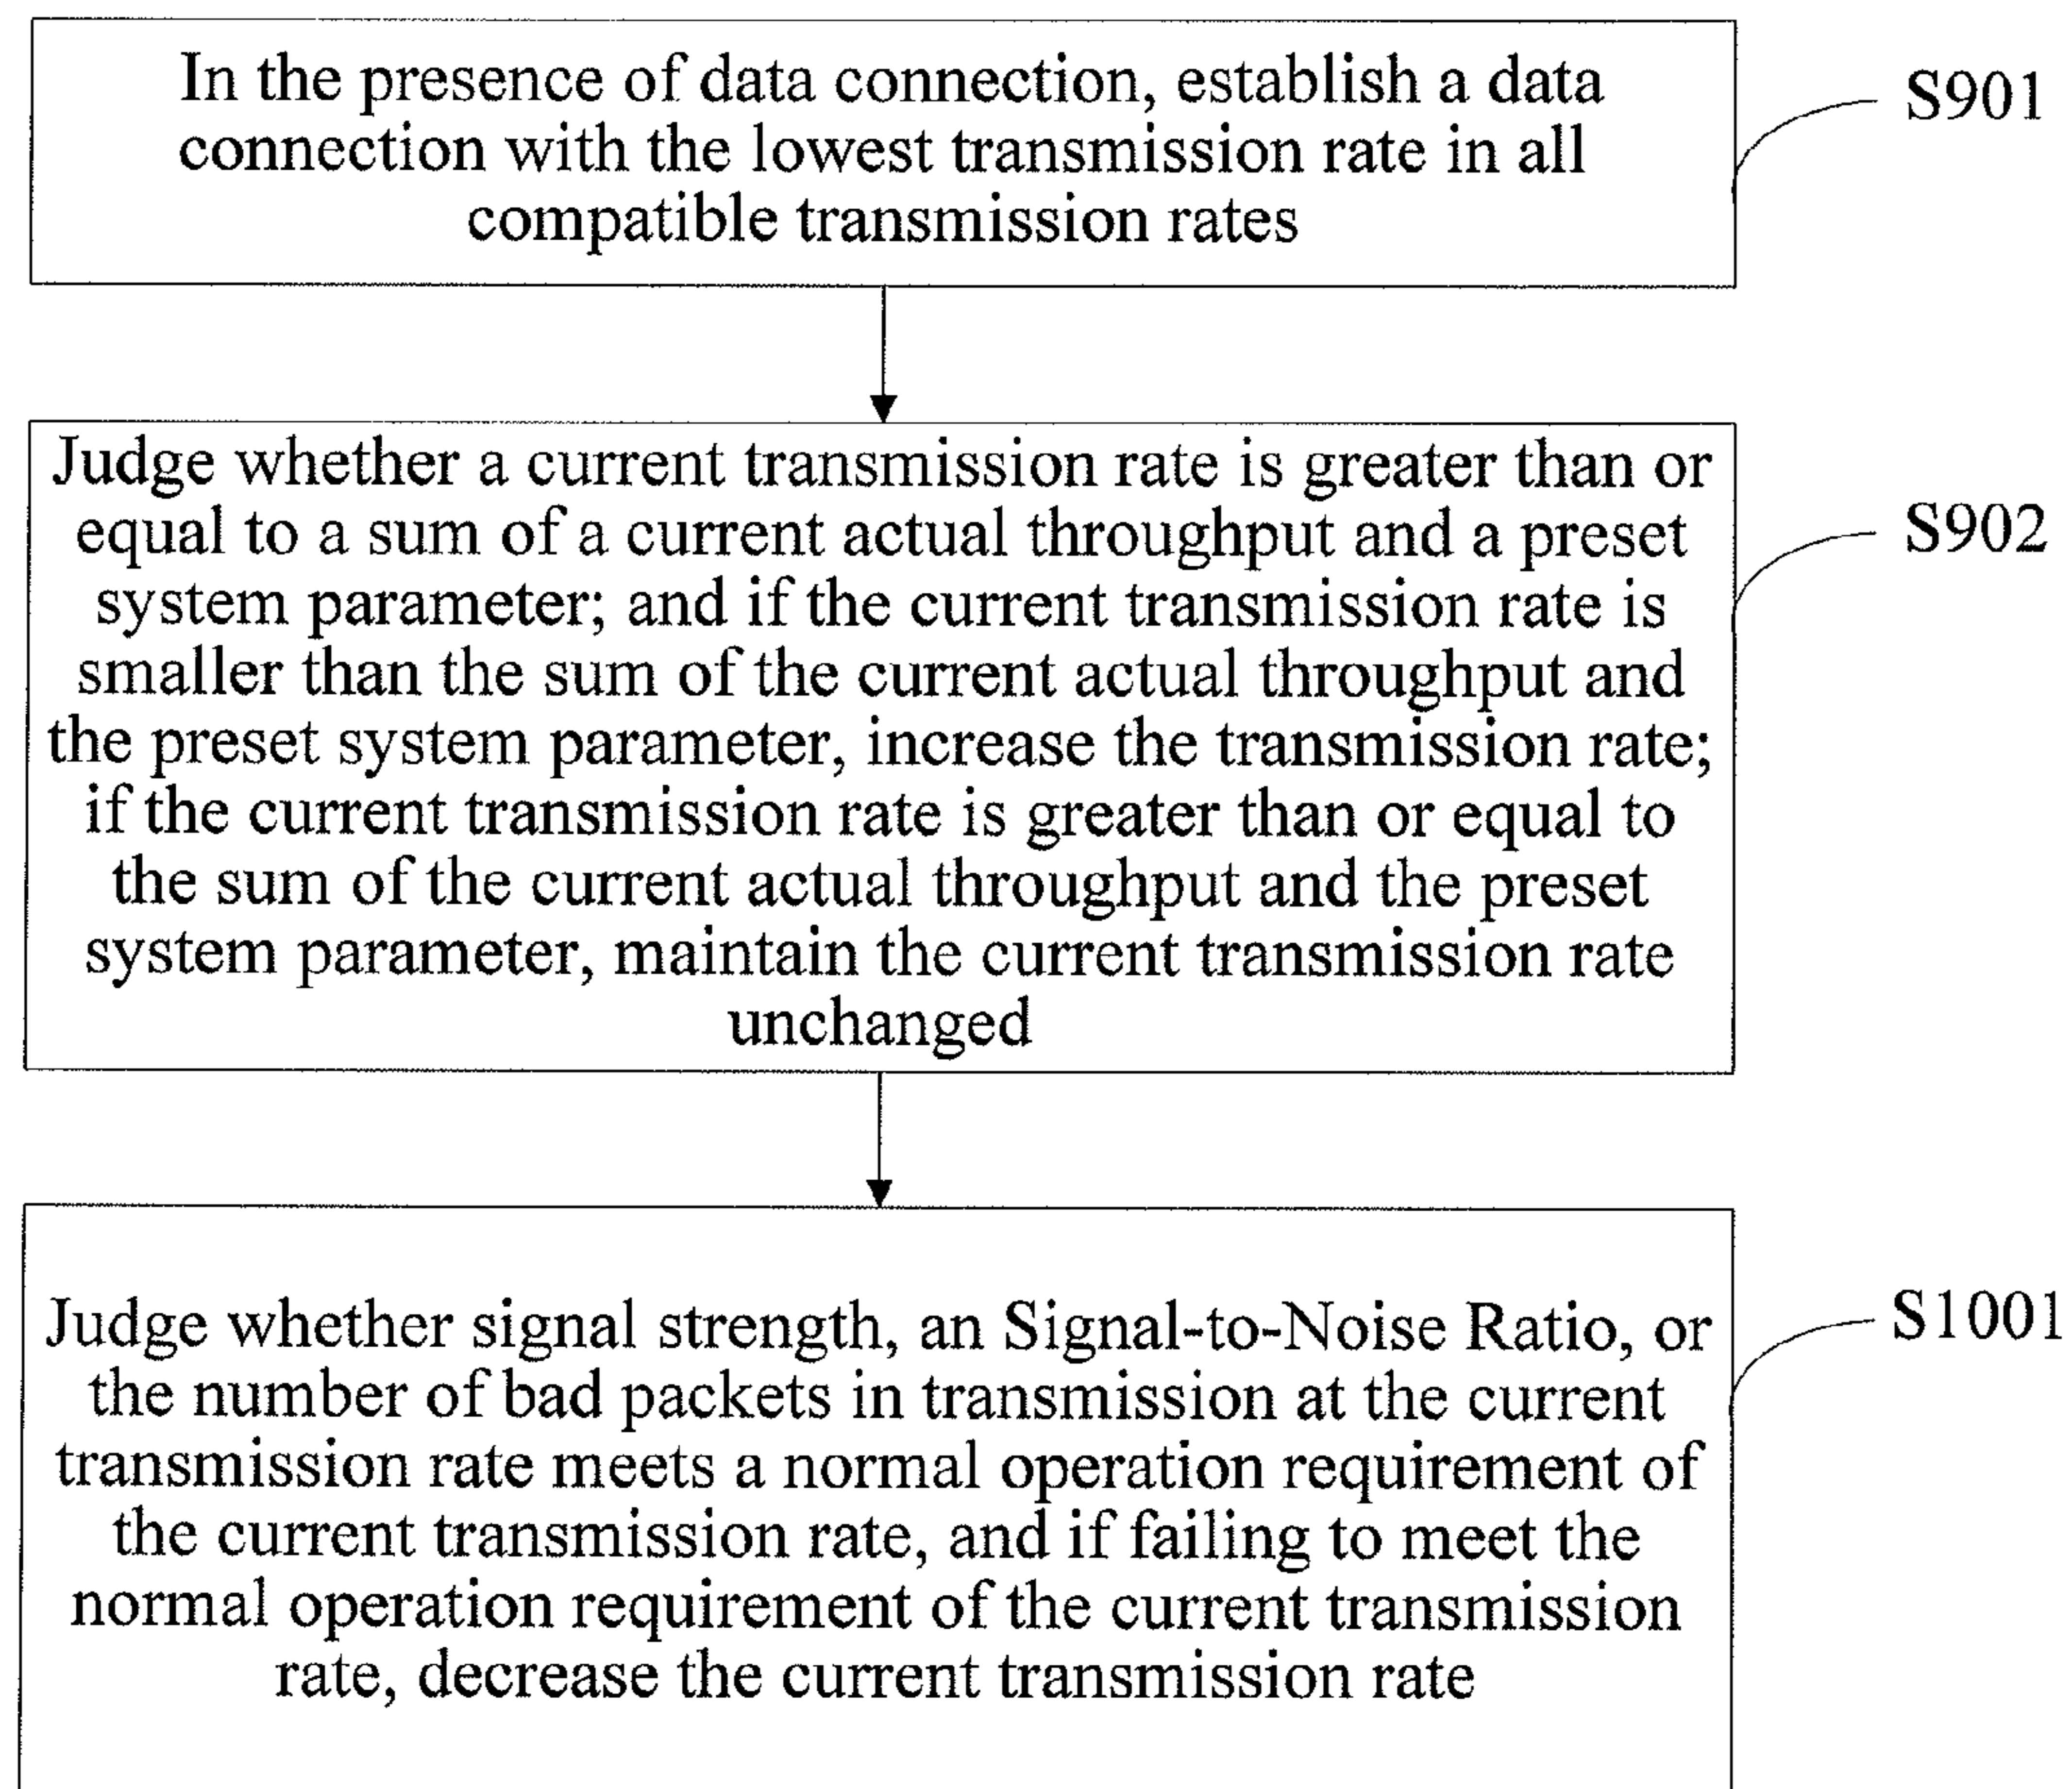 In the presence of data connection, establish a data
connection with the lowest transmission rate in all
compatible transmission rates
S901
Judge whether a current transmission rate is greater than or
equal to a sum of a current actual throughput and a preset
system parameter; and if the current transmission rate is
smaller than the sum of the current actual throughput and
the preset system parameter, increase the transmission rate;
if the current transmission rate is greater than or equal to
the sum of the current actual throughput and the preset
system parameter, maintain the current transmission rate
unchanged
S902
Judge whether signal strength, an Signal-to-Noise Ratio, or
the number of bad packets in transmission at the current
transmission rate meets a normal operation requirement of
the current transmission rate, and if failing to meet the
normal operation requirement of the current transmission
rate, decrease the current transmission rate
S1001